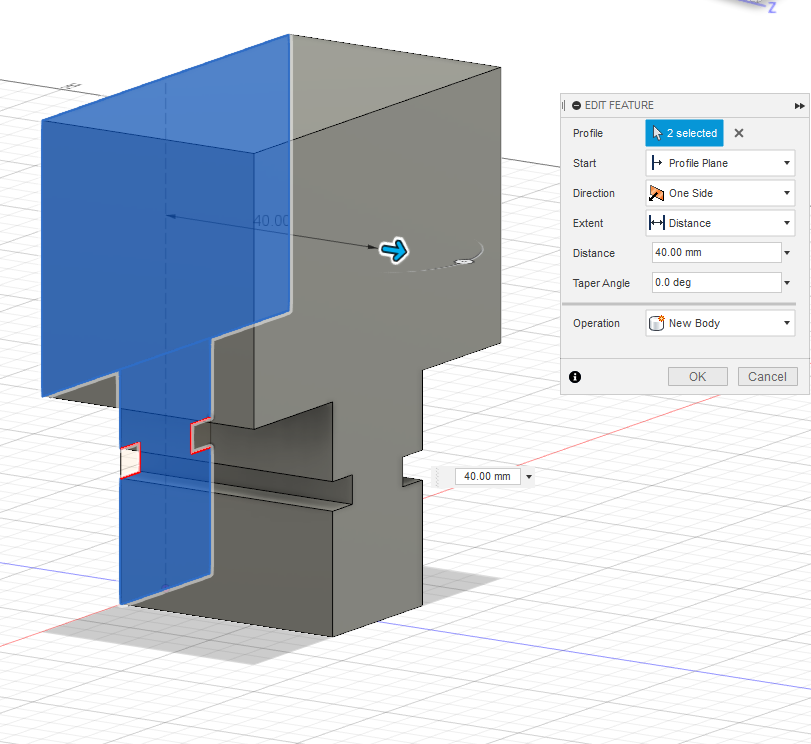 Z
40.00
EDIT FEATURE
Profile 2 selected
Start Profile Plane
Direction One Side
Extent Distance
Distance 40.00 mm
Taper Angle 0.0 deg
Operation New Body
OK Cancel
40.00 mm